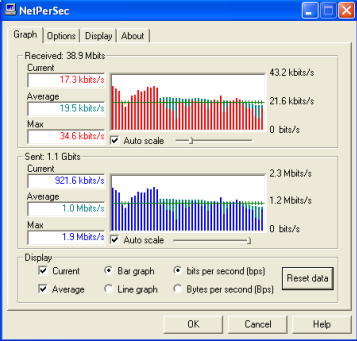 NetPerSec
Graph Options Display About
Received: 38.9 Mbits
Current
17.3 kbits/s
Average
19.5 kbits/s
Max
34.6 kbits/s
43.2 kbits/s
21.6 kbits/s
0 bits/s
Auto scale
Sent: 1.1 Gbits
Current
921.6 kbits/s
Average
1.0 Mbits/s
Max
1.9 Mbits/s
2.3 Mbits/s
1.2 Mbits/s
0 bits/s
Auto scale
Display
Current Bar graph bits per second (bps)
Average Line graph Bytes per second (Bps)
Reset data
OK Cancel Help